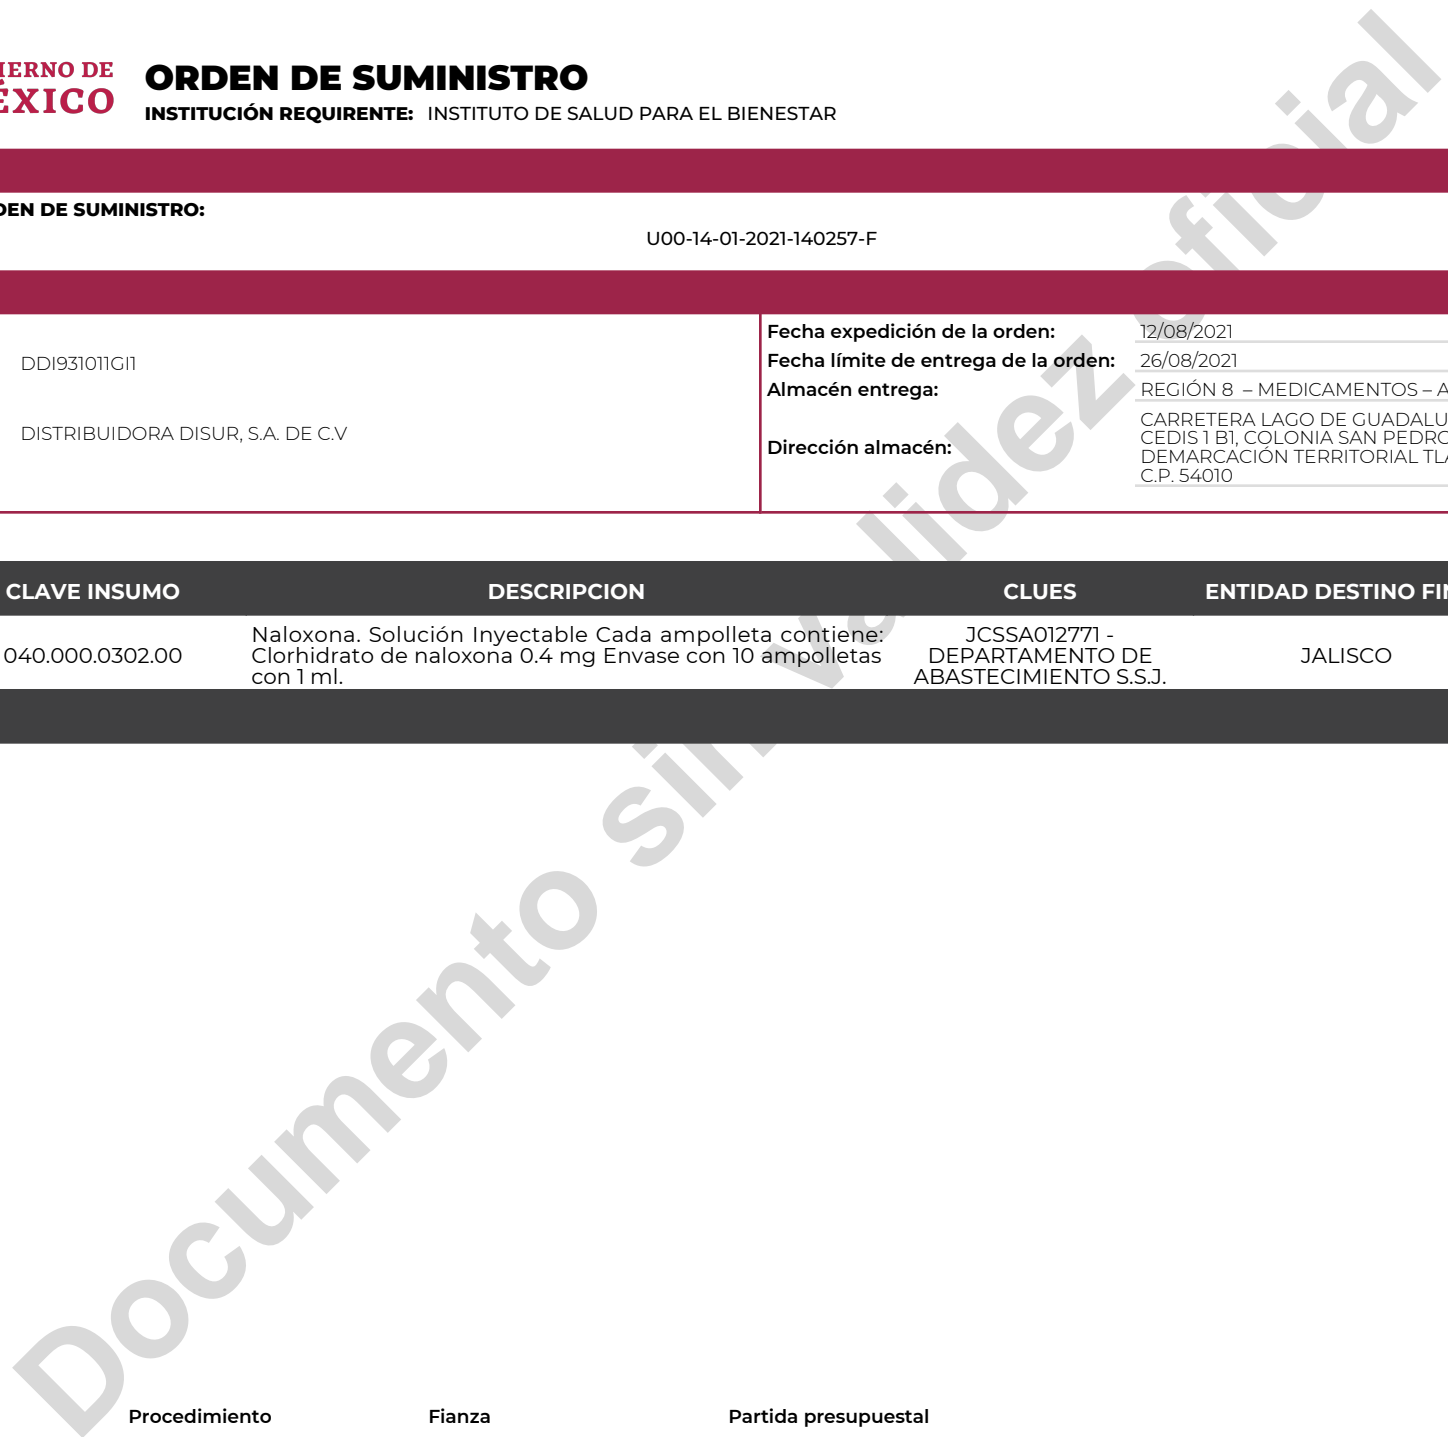 IERNO DE
ÉXICO
ORDEN DE SUMINISTRO
INSTITUCIÓN REQUIRENTE: INSTITUTO DE SALUD PARA EL BIENESTAR
DEN DE SUMINISTRO:
U00-14-01-2021-140257-F
DDI931011GI1
DISTRIBUIDORA DISUR, S.A. DE C.V
Fecha expedición de la orden: 12/08/2021
Fecha límite de entrega de la orden: 26/08/2021
Almacén entrega: REGIÓN 8 – MEDICAMENTOS – A
Dirección almacén:
CARRETERA LAGO DE GUADALU
CEDIS 1 B1, COLONIA SAN PEDRO
DEMARCACIÓN TERRITORIAL TLA
C.P. 54010
CLAVE INSUMO DESCRIPCION CLUES ENTIDAD DESTINO FIN
040.000.0302.00
Naloxona. Solución Inyectable Cada ampolleta contiene:
Clorhidrato de naloxona 0.4 mg Envase con 10 ampolletas
con 1 ml.
JCSSA012771 -
DEPARTAMENTO DE
ABASTECIMIENTO S.S.J.
JALISCO
Documento sin validez oficial
Procedimiento Fianza Partida presupuestal